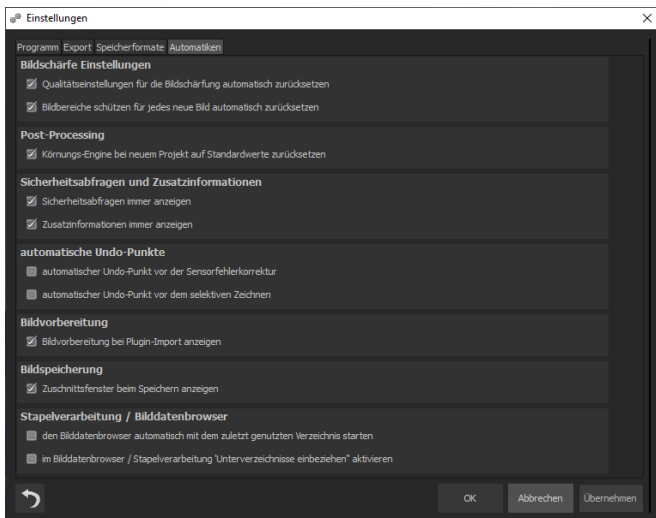 Einstellungen
Programm Export Speicherformate Automatiken
Bildschärfe Einstellungen
Qualitätseinstellungen für die Bildschärfung automatisch zurücksetzen
Bildbereiche schützen für jedes neue Bild automatisch zurücksetzen
Post-Processing
Körnungs-Engine bei neuem Projekt auf Standardwerte zurücksetzen
Sicherheitsabfragen und Zusatzinformationen
Sicherheitsabfragen immer anzeigen
Zusatzinformationen immer anzeigen
automatische Undo-Punkte
automatischer Undo-Punkt vor der Sensorfehlerkorrektur
automatischer Undo-Punkt vor dem selektiven Zeichnen
Bildvorbereitung
Bildvorbereitung bei Plugin-Import anzeigen
Bildspeicherung
Zuschnittsfenster beim Speichern anzeigen
Stapelverarbeitung / Bilddatenbrowser
den Bilddatenbrowser automatisch mit dem zuletzt genutzten Verzeichnis starten
im Bilddatenbrowser / Stapelverarbeitung 'Unterverzeichnisse einbeziehen" aktivieren
OK Abbrechen Übernehmen